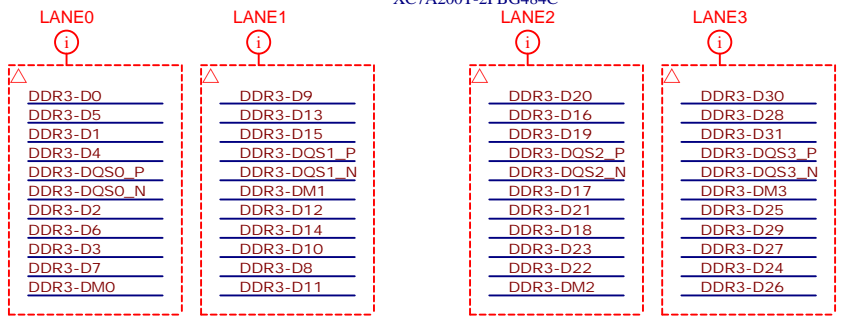 XC7A200T-2FBG484C
LANE0
i
DDR3-D0
DDR3-D5
DDR3-D1
DDR3-D4
DDR3-DQS0_P
DDR3-DQS0_N
DDR3-D2
DDR3-D6
DDR3-D3
DDR3-D7
DDR3-DM0
LANE1
i
DDR3-D9
DDR3-D13
DDR3-D15
DDR3-DQS1_P
DDR3-DQS1_N
DDR3-DM1
DDR3-D12
DDR3-D14
DDR3-D10
DDR3-D8
DDR3-D11
LANE2
i
DDR3-D20
DDR3-D16
DDR3-D19
DDR3-DQS2_P
DDR3-DQS2_N
DDR3-D17
DDR3-D21
DDR3-D18
DDR3-D23
DDR3-D22
DDR3-DM2
LANE3
i
DDR3-D30
DDR3-D28
DDR3-D31
DDR3-DQS3_P
DDR3-DQS3_N
DDR3-DM3
DDR3-D25
DDR3-D29
DDR3-D27
DDR3-D24
DDR3-D26